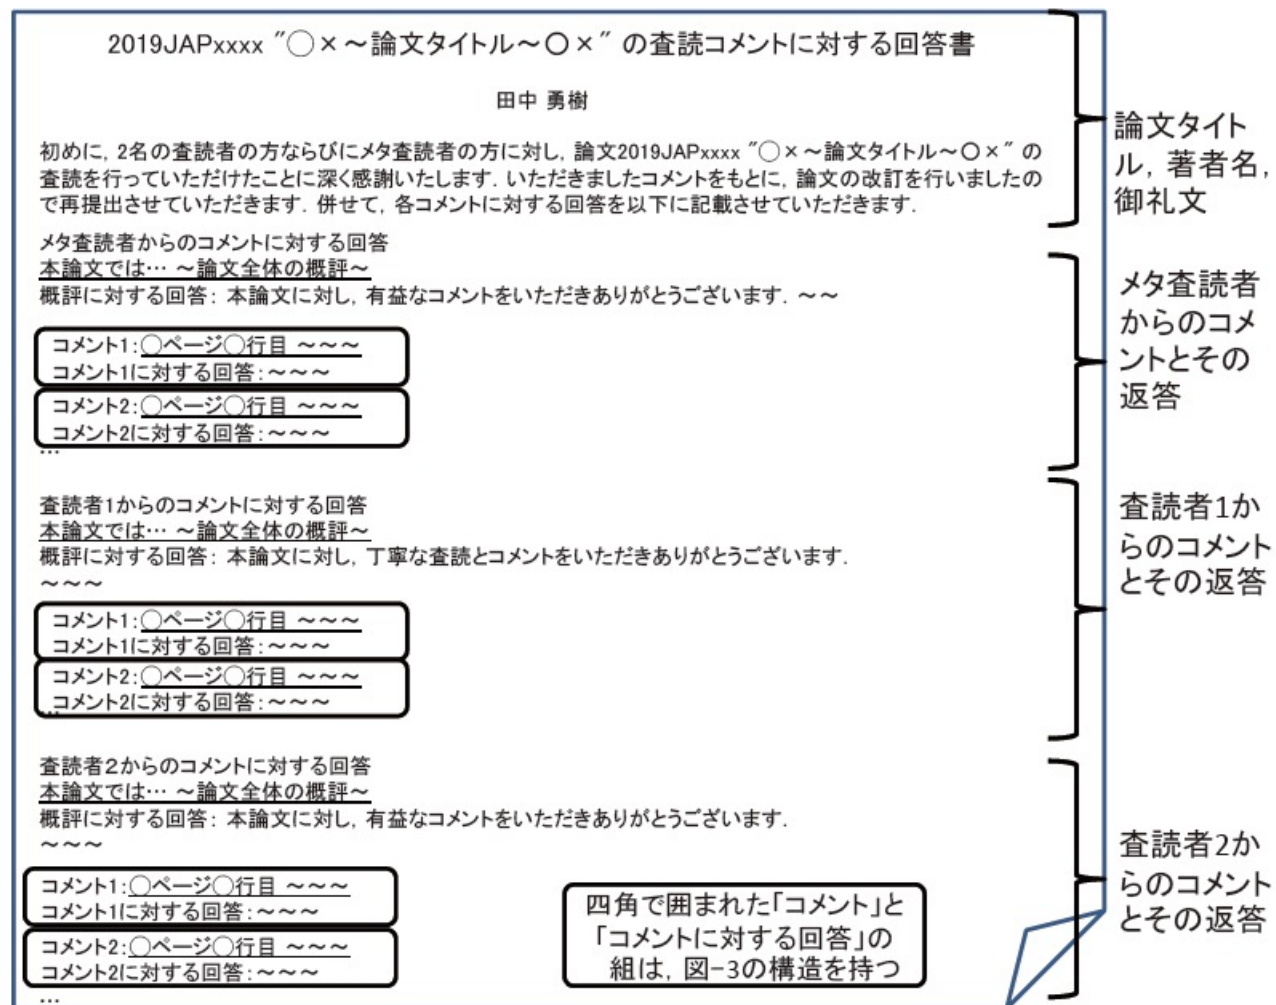 2019JAPxxxx "○×～論文タイトル～○×" の査読コメントに対する回答書
田中 勇樹
初めに, 2名の査読者の方ならびにメタ査読者の方に対し, 論文2019JAPxxxx "○×～論文タイトル～○×" の
査読を行っていただけたことに深く感謝いたします. いただきましたコメントをもとに, 論文の改訂を行いましたの
で再提出させていただきます. 併せて, 各コメントに対する回答を以下に記載させていただきます.
論文タイト
ル, 著者名,
御礼文
メタ査読者からのコメントに対する回答
本論文では… ～論文全体の概評～
概評に対する回答: 本論文に対し, 有益なコメントをいただきありがとうございます. ～～
コメント1:○ページ○行目 ～～～
コメント1に対する回答:～～～
コメント2:○ページ○行目 ～～～
コメント2に対する回答:～～～
…
メタ査読者
からのコメ
ントとその
返答
査読者1からのコメントに対する回答
本論文では… ～論文全体の概評～
概評に対する回答: 本論文に対し, 丁寧な査読とコメントをいただきありがとうございます.
～～～
コメント1:○ページ○行目 ～～～
コメント1に対する回答:～～～
コメント2:○ページ○行目 ～～～
コメント2に対する回答:～～～
…
査読者1か
らのコメント
とその返答
査読者2からのコメントに対する回答
本論文では… ～論文全体の概評～
概評に対する回答: 本論文に対し, 有益なコメントをいただきありがとうございます.
～～～
コメント1:○ページ○行目 ～～～
コメント1に対する回答:～～～
コメント2:○ページ○行目 ～～～
コメント2に対する回答:～～～
…
四角で囲まれた「コメント」と
「コメントに対する回答」の
組は, 図-3の構造を持つ
査読者2か
らのコメント
とその返答